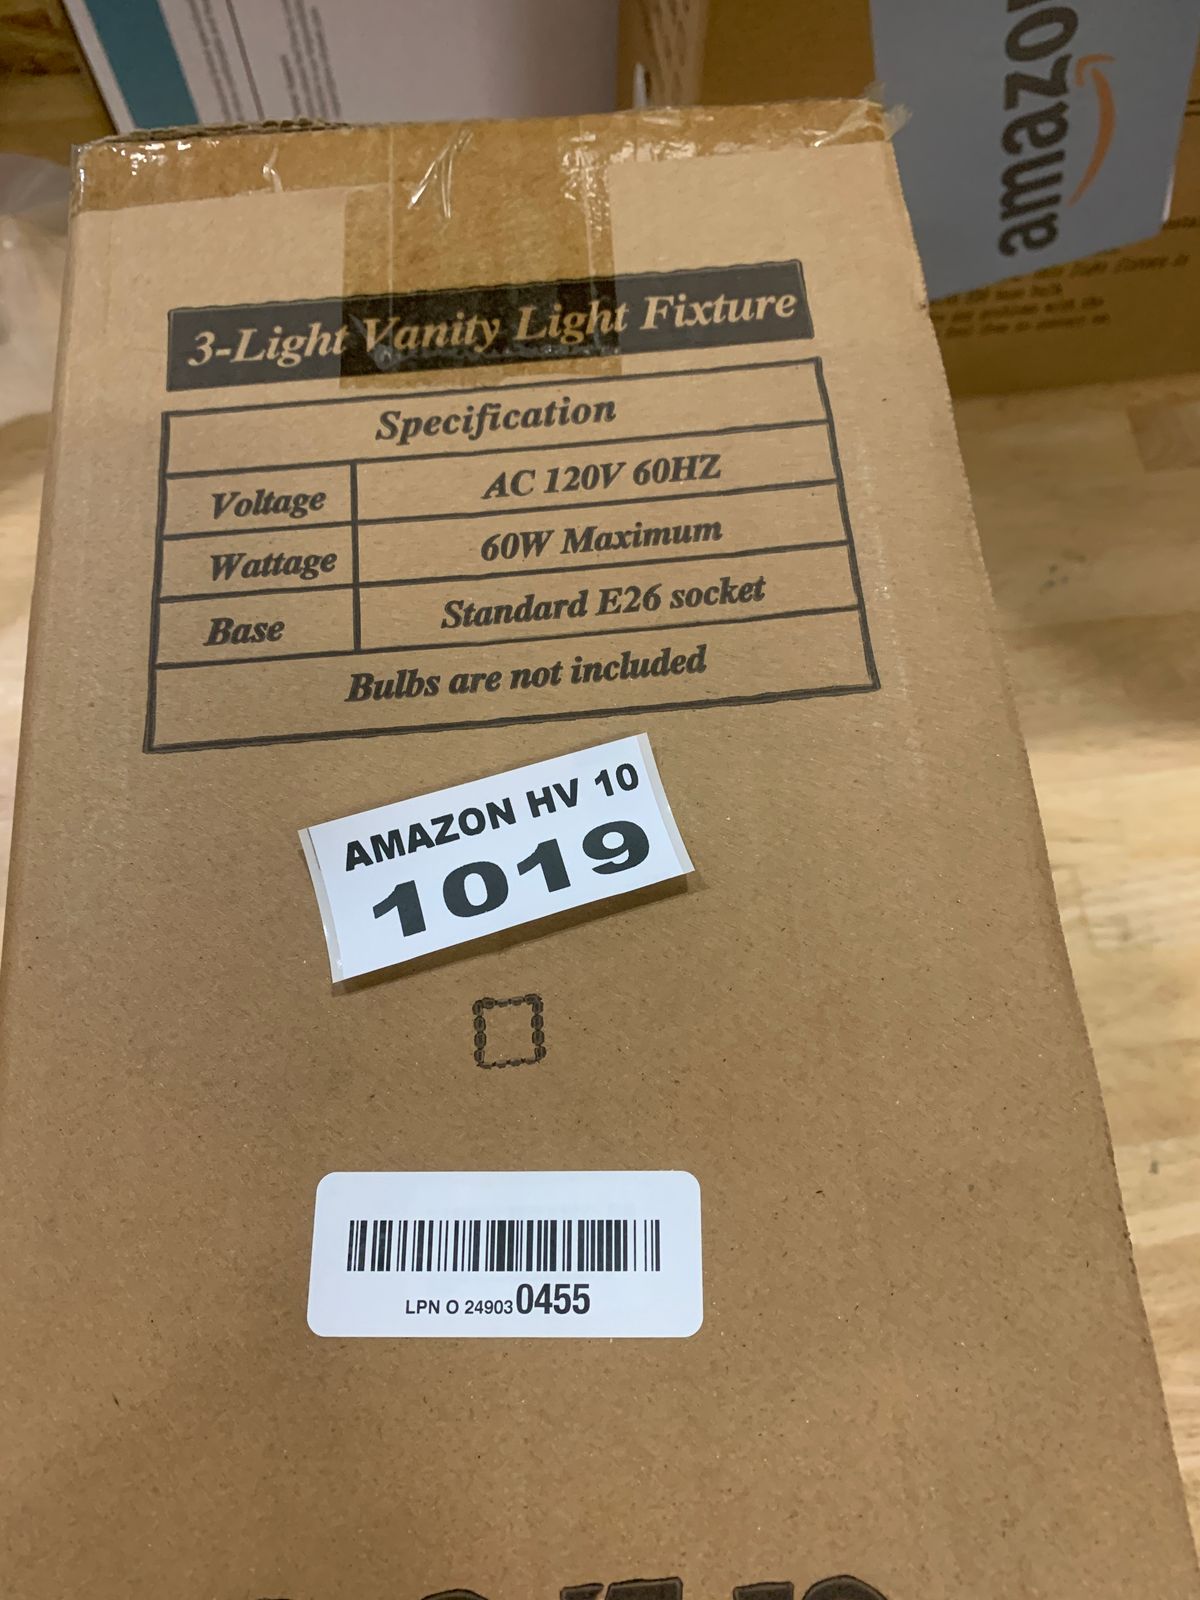 amazon
3-Light Vanity Light Fixture
Specification
Voltage AC 120V 60HZ
Wattage 60W Maximum
Base Standard E26 socket
Bulbs are not included
AMAZON HV 10
1019
LPN O 249030455